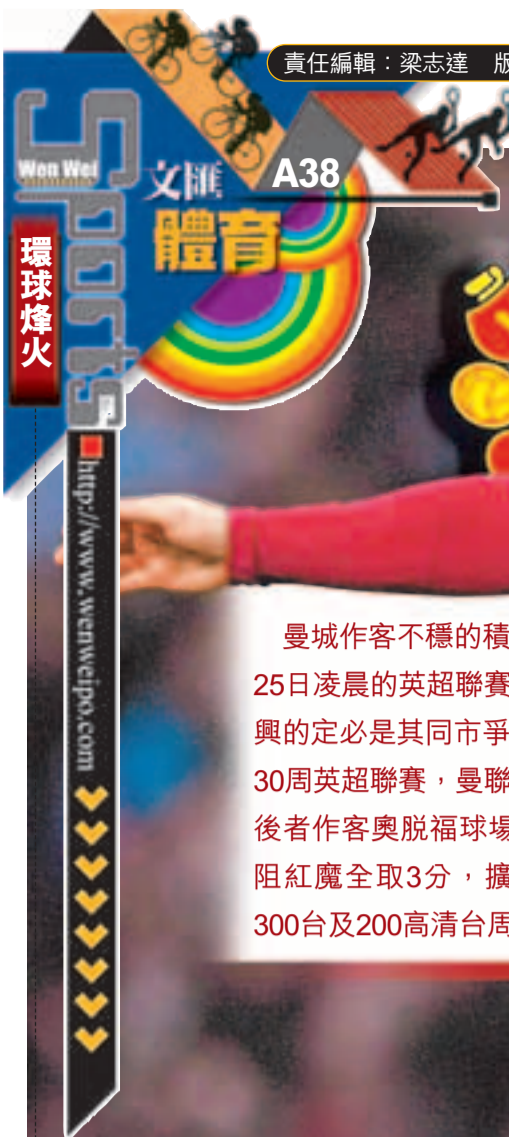 責任編輯：梁志達 版
A38
Wen Wei
Sports
文匯
體育
環球烽火
http://www.wenweipo.com
曼城作客不穩的積
25日凌晨的英超聯賽
興的定必是其同市爭
30周英超聯賽，曼聯
後者作客奧脫福球場
阻紅魔全取3分，擴
300台及200高清台周